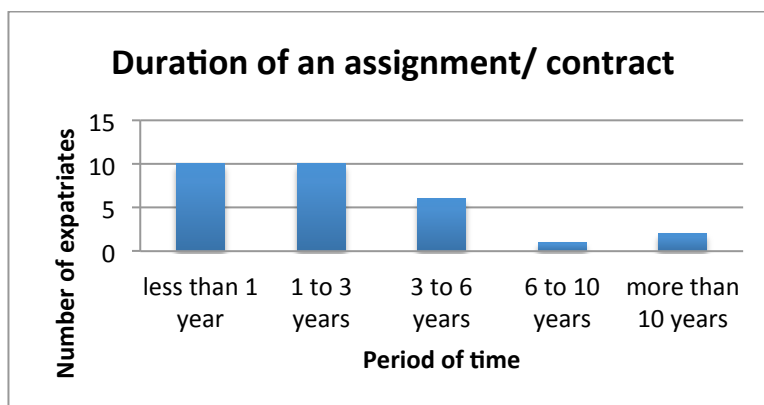 Duration of an assignment/ contract
Number of expatriates
15
10
5
0
less than 1 year
1 to 3 years
3 to 6 years
6 to 10 years
more than 10 years
Period of time